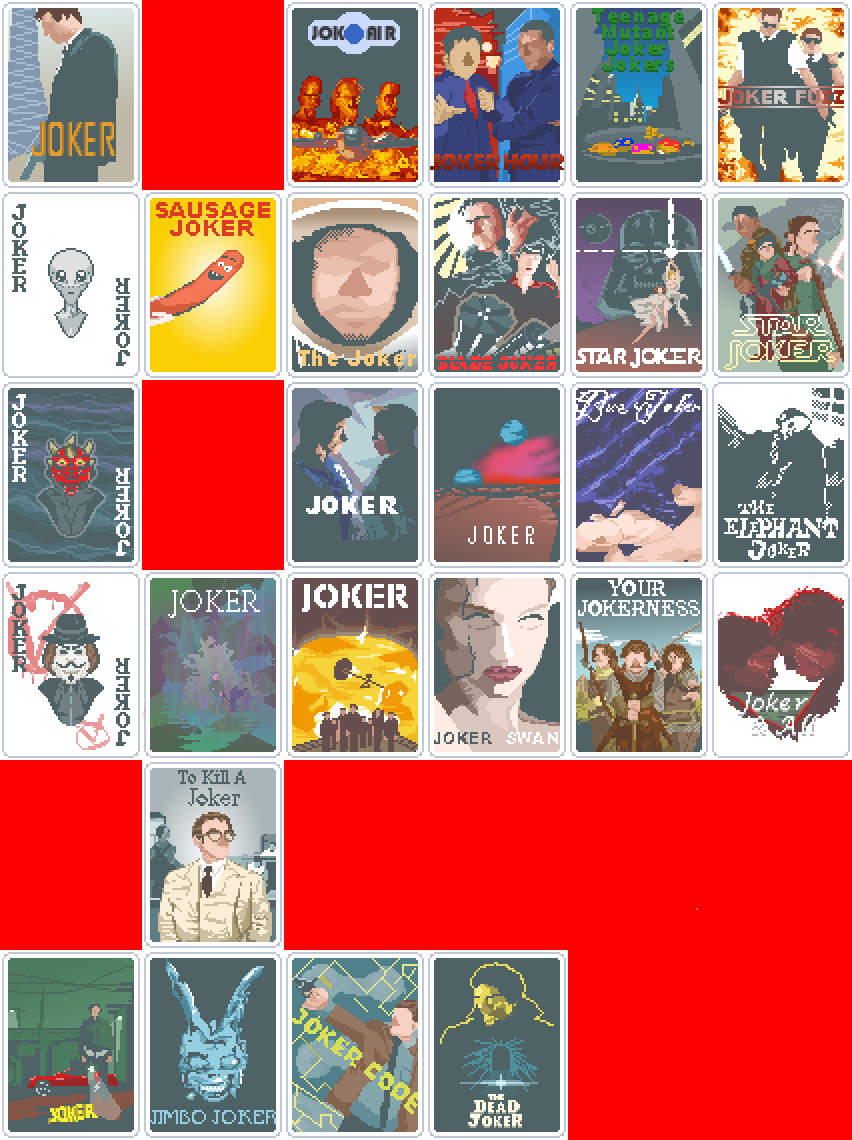 JOKER
JOK AIR
JOKER HOUR
Teenage
Mutant
Joker
Jokers
JOKER FUZZ
JOKER
JOKER
SAUSAGE
JOKER
The Joker
BLADE JOKER
STAR JOKER
STAR
JOKER
JOKER
JOKER
JOKER
JOKER
Blue Joker
THE
ELEPHANT
JOKER
JOKER
JOKER
JOKER
JOKER
JOKER SWAN
YOUR
JOKERNESS
Joker
To Kill A
Joker
JOKER
JIMBO JOKER
JOKER CODE
THE
DEAD
JOKER